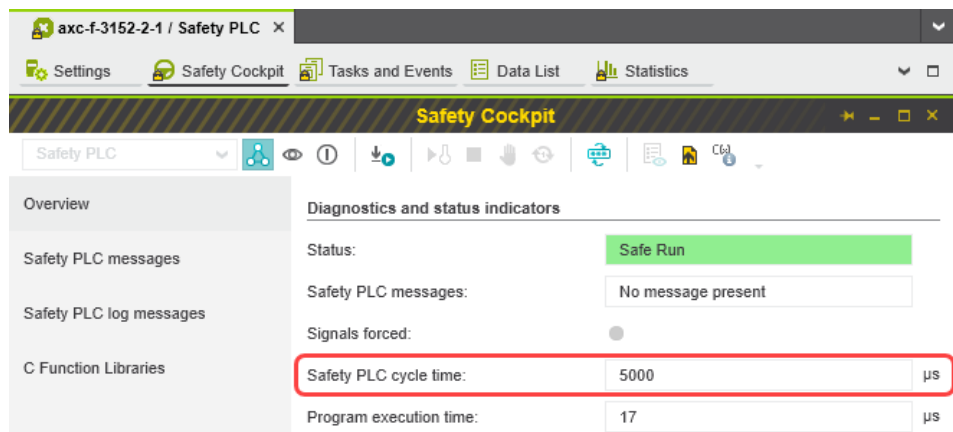 axc-f-3152-2-1 / Safety PLC
Settings Safety Cockpit Tasks and Events Data List Statistics
Safety Cockpit
Safety PLC
Overview
Diagnostics and status indicators
Status: Safe Run
Safety PLC messages
Safety PLC messages: No message present
Safety PLC log messages
Signals forced:
C Function Libraries
Safety PLC cycle time: 5000 µs
Program execution time: 17 µs